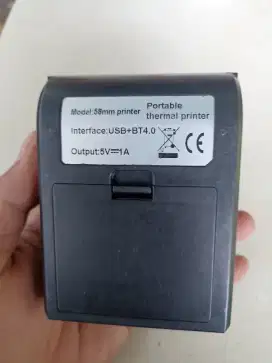 Model:58mm printer
Portable
thermal printer
Interface:USB+BT4.0
Output:5V⎓1A
CE